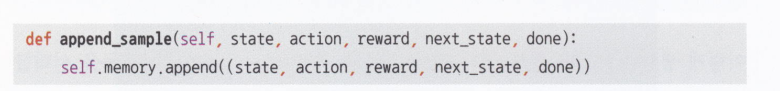 def append_sample(self, state, action, reward, next_state, done):
    self.memory.append((state, action, reward, next_state, done))